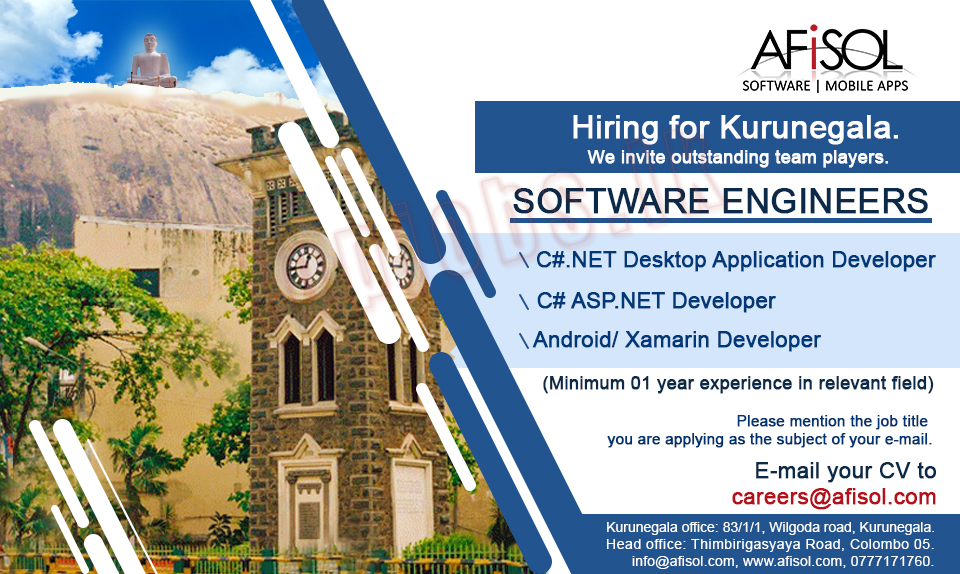 AFiSOL
SOFTWARE | MOBILE APPS
Hiring for Kurunegala.
We invite outstanding team players.
SOFTWARE ENGINEERS
\ C#.NET Desktop Application Developer
\ C# ASP.NET Developer
\ Android/ Xamarin Developer
(Minimum 01 year experience in relevant field)
Please mention the job title
you are applying as the subject of your e-mail.
E-mail your CV to
careers@afisol.com
Kurunegala office: 83/1/1, Wilgoda road, Kurunegala.
Head office: Thimbirigasyaya Road, Colombo 05.
info@afisol.com, www.afisol.com, 0777171760.